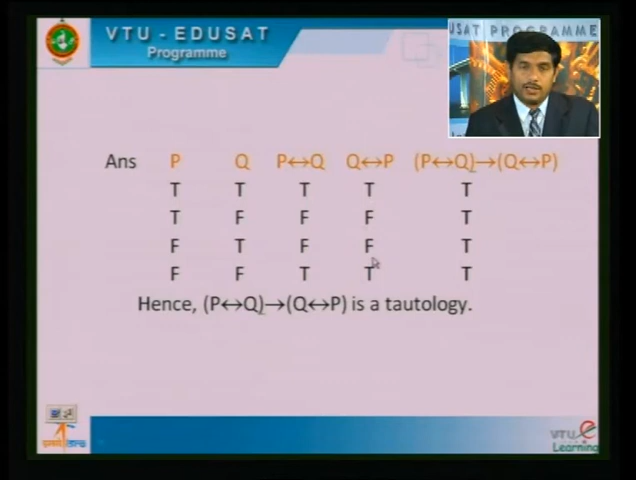 VTU - EDUSAT
Programme
USAT PROGRAMME
Ans P Q P↔Q Q↔P (P↔Q)→(Q↔P)
T T T T T
T F F F T
F T F F T
F F T T T
Hence, (P↔Q)→(Q↔P) is a tautology.
VTU e
Learning